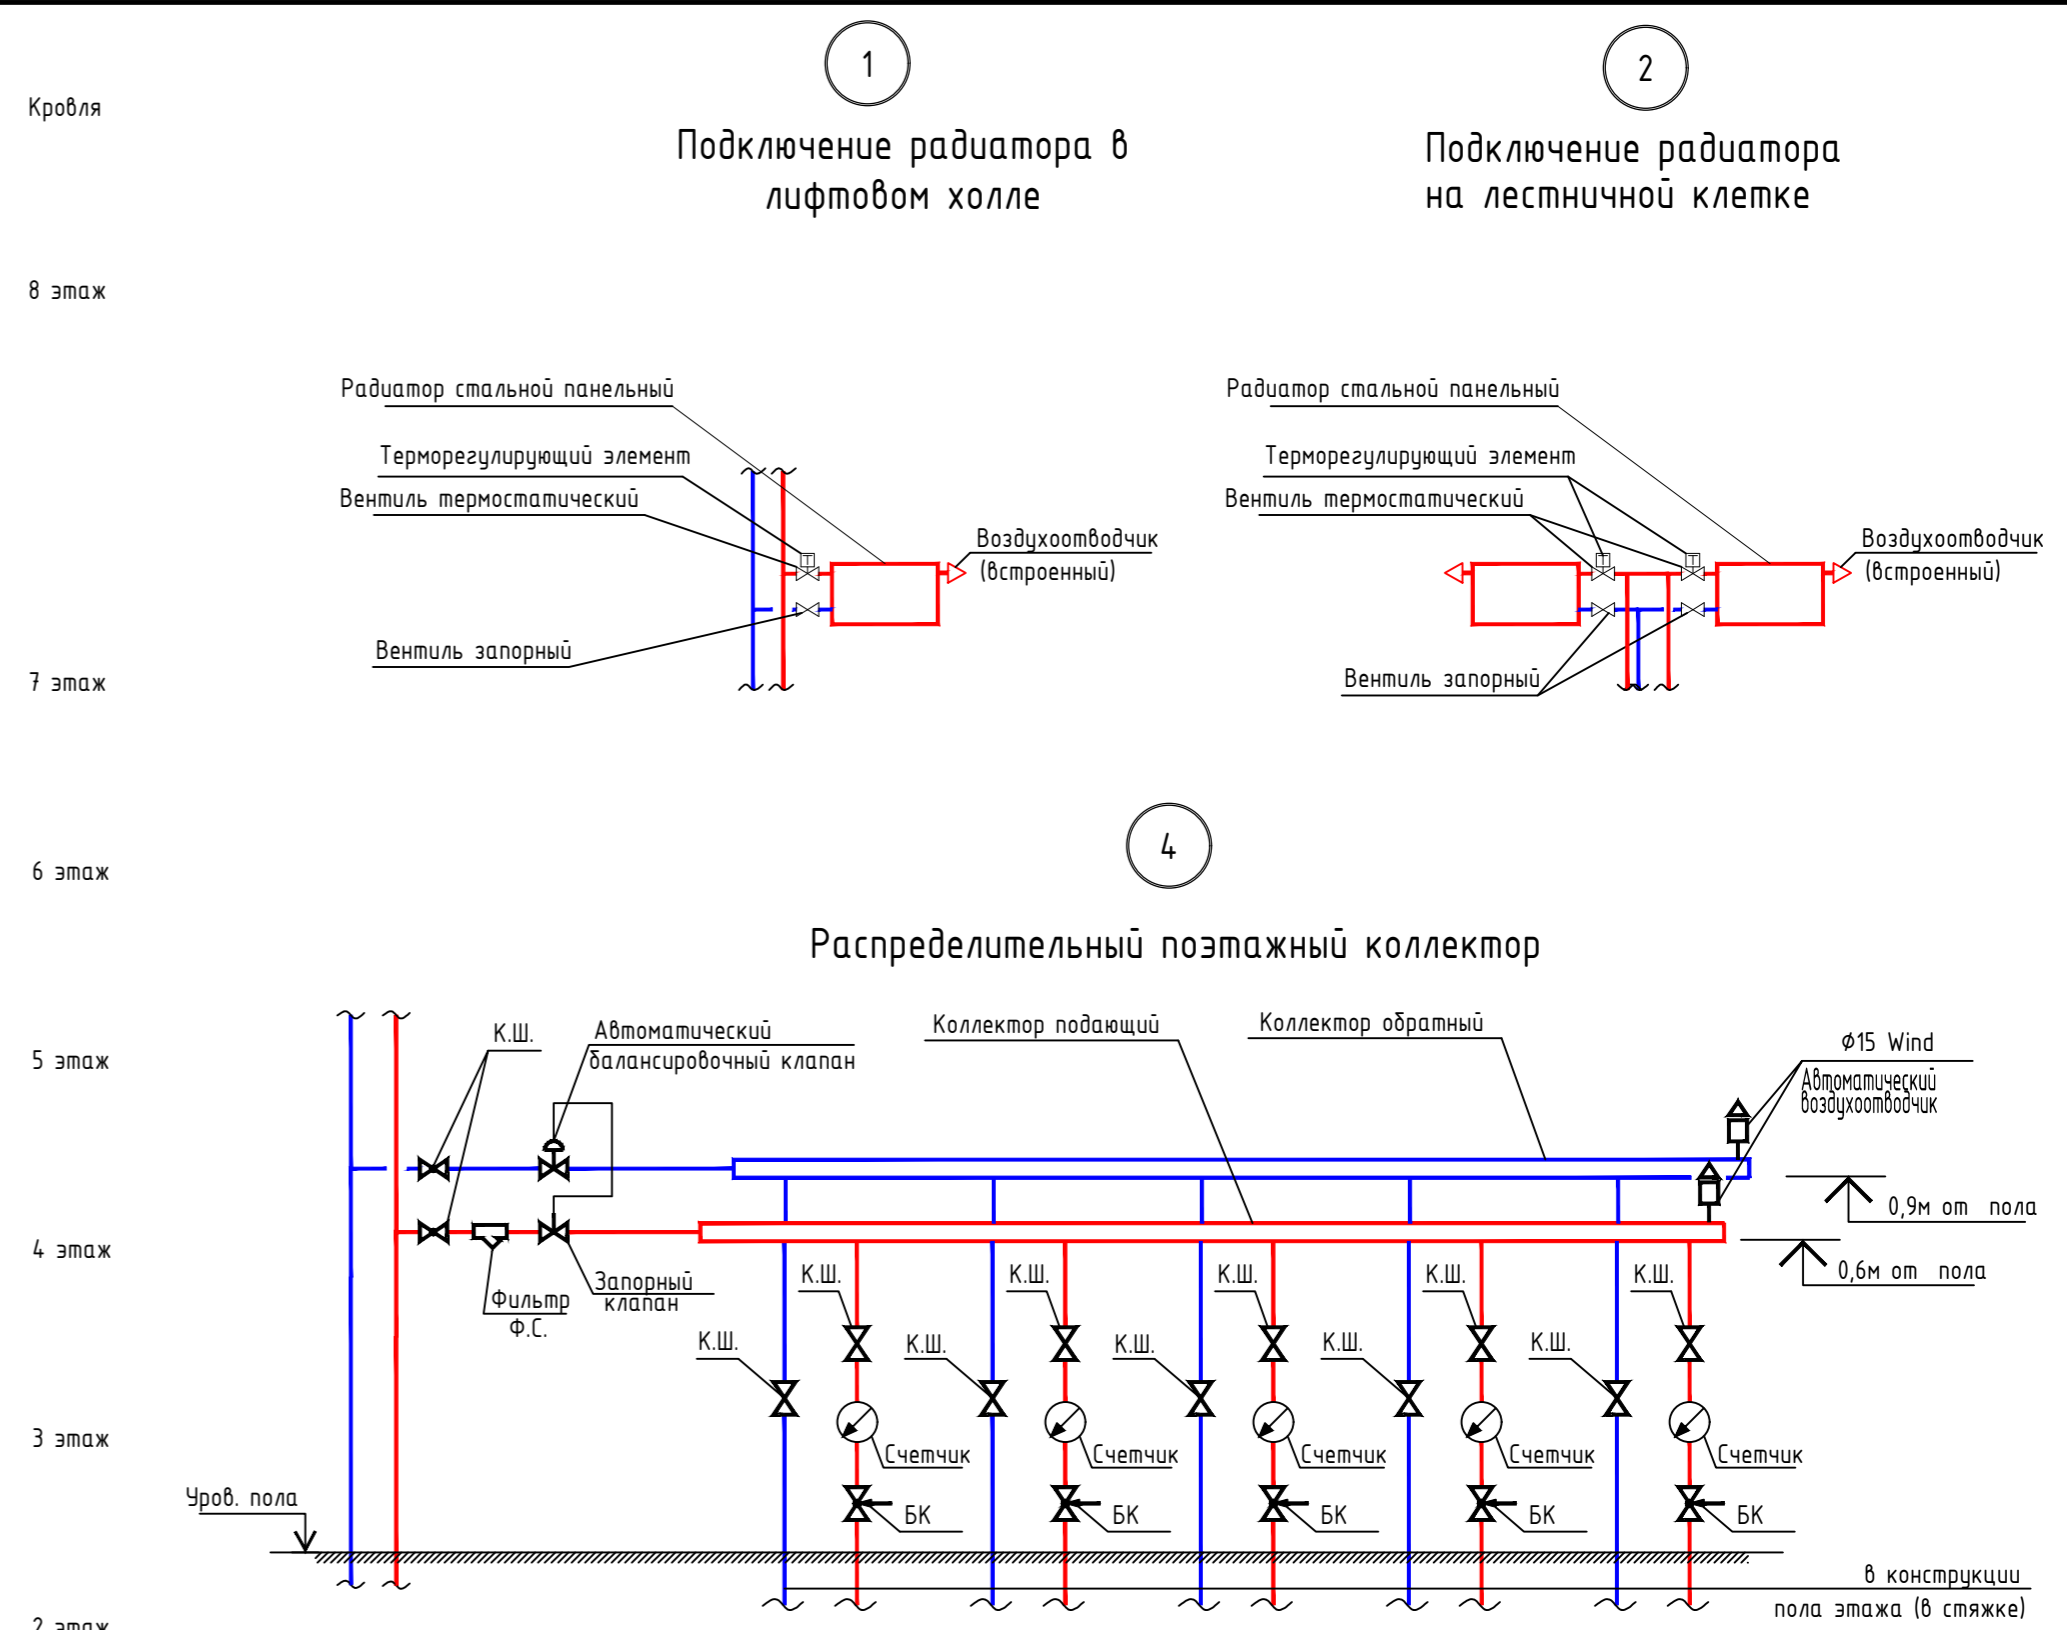 1
2
Кровля
Подключение радиатора в
лифтовом холле
Подключение радиатора
на лестничной клетке
8 этаж
Радиатор стальной панельный
Терморегулирующий элемент
Вентиль термостатический
Т
Воздухоотводчик
(встроенный)
Вентиль запорный
Радиатор стальной панельный
Терморегулирующий элемент
Вентиль термостатический
Т
Т
Воздухоотводчик
(встроенный)
Вентиль запорный
7 этаж
4
6 этаж
Распределительный поэтажный коллектор
К.Ш.
Автоматический
балансировочный клапан
Коллектор подающий
Коллектор обратный
Ø15 Wind
Автоматический
воздухоотводчик
5 этаж
0,9м от пола
4 этаж
0,6м от пола
Фильтр
Ф.С.
Запорный
клапан
К.Ш.
К.Ш.
К.Ш.
К.Ш.
К.Ш.
К.Ш.
К.Ш.
К.Ш.
К.Ш.
К.Ш.
3 этаж
Счетчик
Счетчик
Счетчик
Счетчик
Счетчик
Уров. пола
БК
БК
БК
БК
БК
в конструкции
пола этажа (в стяжке)
2 этаж